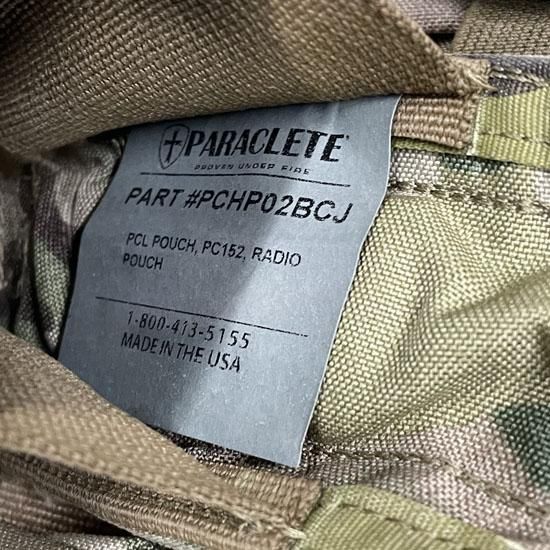 PARACLETE
PROVEN UNDER FIRE
PART #PCHP02BCJ
PCL POUCH, PC152, RADIO
POUCH
1-800-413-5155
MADE IN THE USA